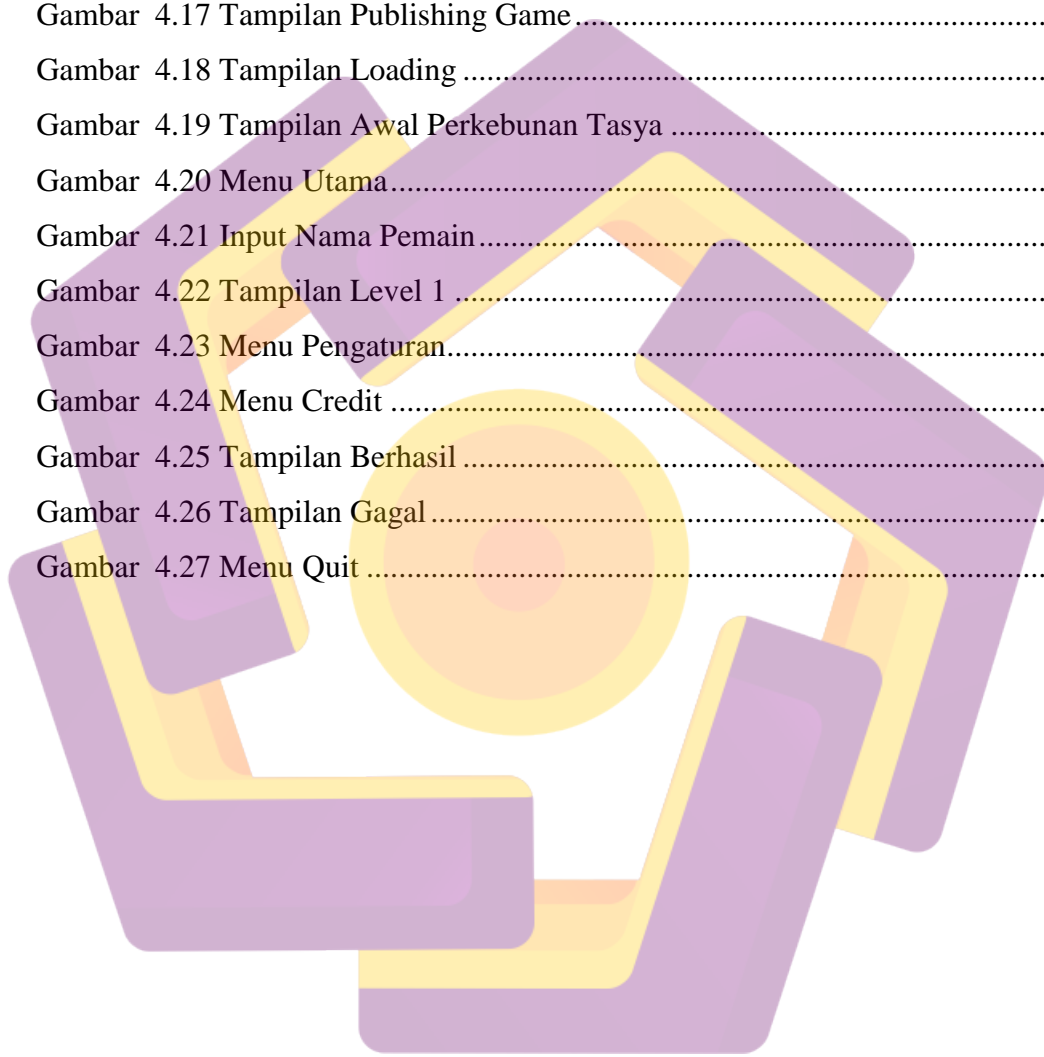 Gambar 4.17 Tampilan Publishing Game................................................................
Gambar 4.18 Tampilan Loading ................................................................
Gambar 4.19 Tampilan Awal Perkebunan Tasya ................................................
Gambar 4.20 Menu Utama................................................................
Gambar 4.21 Input Nama Pemain................................................................
Gambar 4.22 Tampilan Level 1 ................................................................
Gambar 4.23 Menu Pengaturan................................................................
Gambar 4.24 Menu Credit ................................................................
Gambar 4.25 Tampilan Berhasil ................................................................
Gambar 4.26 Tampilan Gagal ................................................................
Gambar 4.27 Menu Quit ................................................................